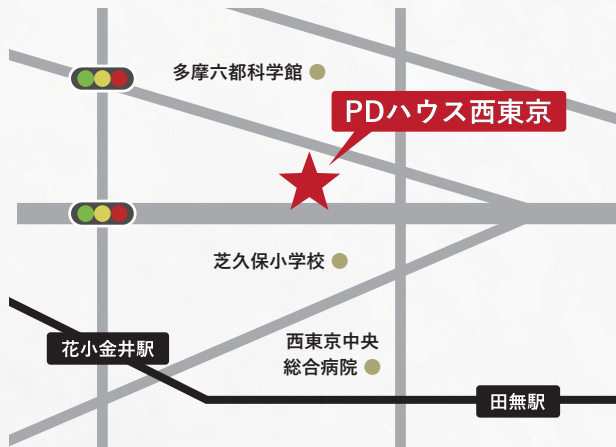 多摩六都科学館
PDハウス西東京
芝久保小学校
西東京中央
総合病院
花小金井駅
田無駅